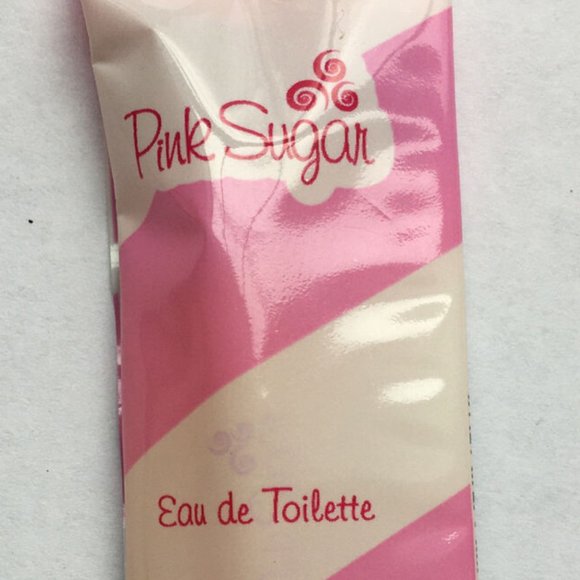 Pink Sugar
Eau de Toilette